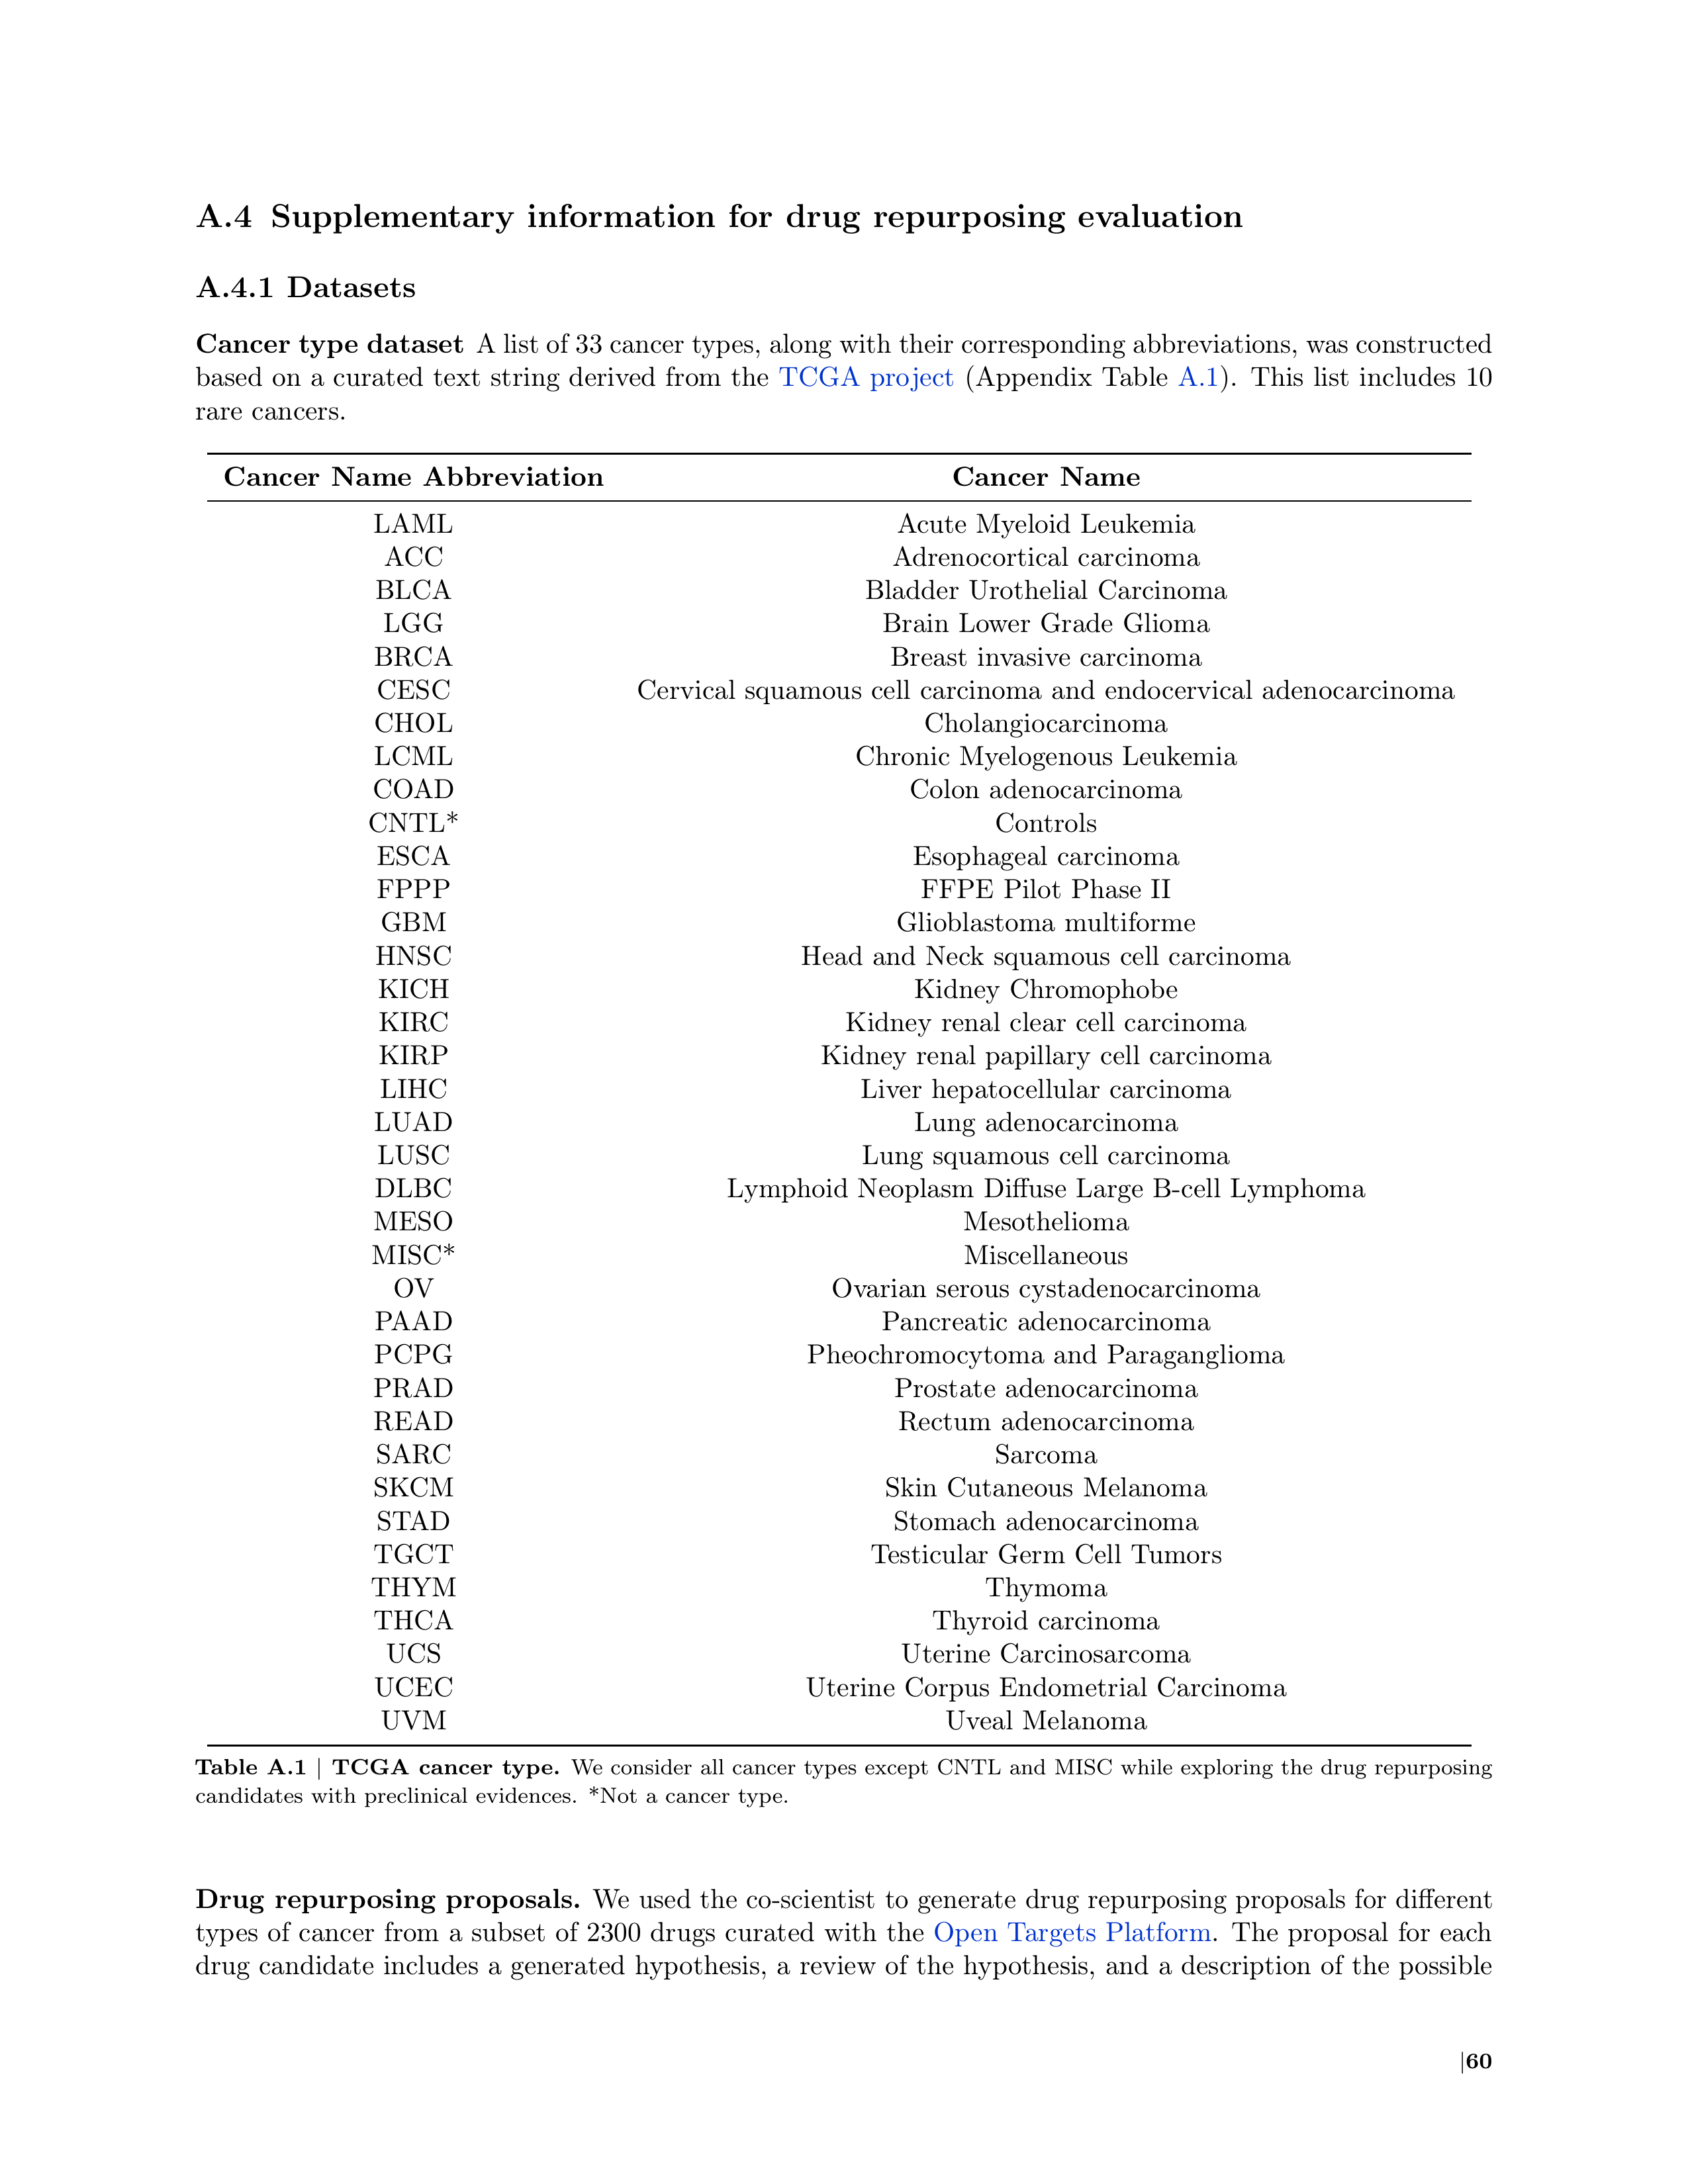 A.4 Supplementary information for drug repurposing evaluation
A.4.1 Datasets
Cancer type dataset A list of 33 cancer types, along with their corresponding abbreviations, was constructed
based on a curated text string derived from the TCGA project (Appendix Table A.1). This list includes 10
rare cancers.
Cancer Name Abbreviation Cancer Name
LAML Acute Myeloid Leukemia
ACC Adrenocortical carcinoma
BLCA Bladder Urothelial Carcinoma
LGG Brain Lower Grade Glioma
BRCA Breast invasive carcinoma
CESC Cervical squamous cell carcinoma and endocervical adenocarcinoma
CHOL Cholangiocarcinoma
LCML Chronic Myelogenous Leukemia
COAD Colon adenocarcinoma
CNTL* Controls
ESCA Esophageal carcinoma
FPPP FFPE Pilot Phase II
GBM Glioblastoma multiforme
HNSC Head and Neck squamous cell carcinoma
KICH Kidney Chromophobe
KIRC Kidney renal clear cell carcinoma
KIRP Kidney renal papillary cell carcinoma
LIHC Liver hepatocellular carcinoma
LUAD Lung adenocarcinoma
LUSC Lung squamous cell carcinoma
DLBC Lymphoid Neoplasm Diffuse Large B-cell Lymphoma
MESO Mesothelioma
MISC* Miscellaneous
OV Ovarian serous cystadenocarcinoma
PAAD Pancreatic adenocarcinoma
PCPG Pheochromocytoma and Paraganglioma
PRAD Prostate adenocarcinoma
READ Rectum adenocarcinoma
SARC Sarcoma
SKCM Skin Cutaneous Melanoma
STAD Stomach adenocarcinoma
TGCT Testicular Germ Cell Tumors
THYM Thymoma
THCA Thyroid carcinoma
UCS Uterine Carcinosarcoma
UCEC Uterine Corpus Endometrial Carcinoma
UVM Uveal Melanoma
Table A.1 | TCGA cancer type. We consider all cancer types except CNTL and MISC while exploring the drug repurposing
candidates with preclinical evidences. *Not a cancer type.
Drug repurposing proposals. We used the co-scientist to generate drug repurposing proposals for different
types of cancer from a subset of 2300 drugs curated with the Open Targets Platform. The proposal for each
drug candidate includes a generated hypothesis, a review of the hypothesis, and a description of the possible
|60